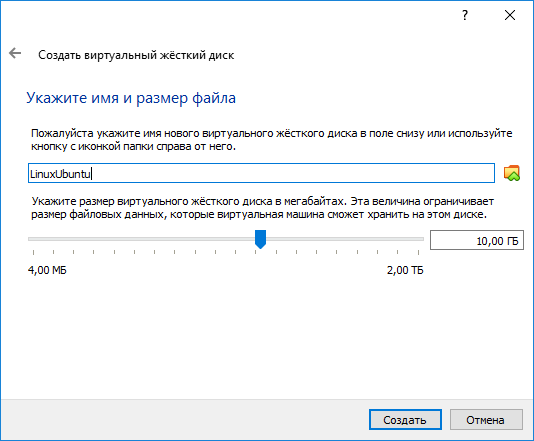 ?
Создать виртуальный жёсткий диск
Укажите имя и размер файла
Пожалуйста укажите имя нового виртуального жёсткого диска в поле снизу или используйте
кнопку с иконкой папки справа от него.
LinuxUbuntu
Укажите размер виртуального жёсткого диска в мегабайтах. Эта величина ограничивает
размер файловых данных, которые виртуальная машина сможет хранить на этом диске.
10,00 ГБ
4,00 МБ 2,00 ТБ
Создать Отмена